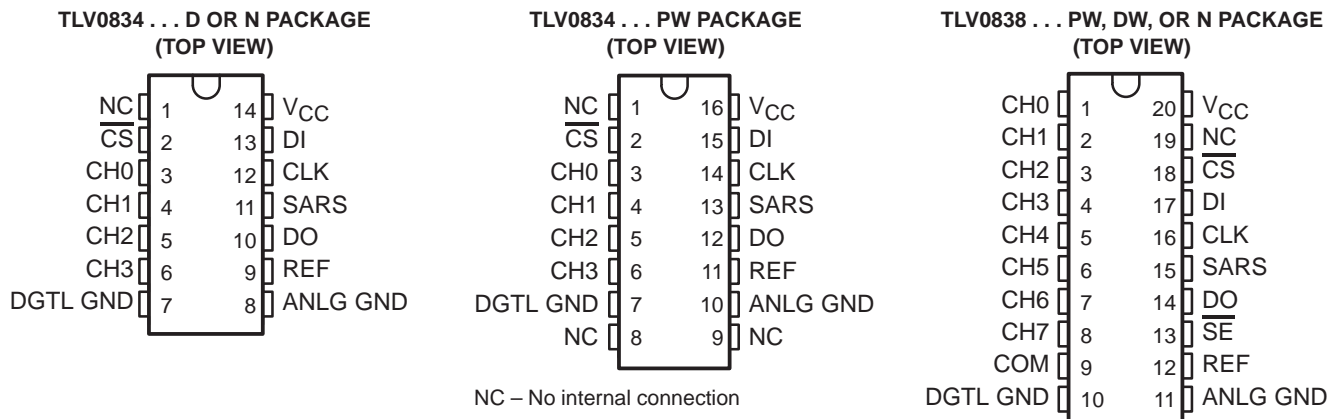 TLV0834 . . . D OR N PACKAGE
(TOP VIEW)
NC 1 14 VCC
CS 2 13 DI
CH0 3 12 CLK
CH1 4 11 SARS
CH2 5 10 DO
CH3 6 9 REF
DGTL GND 7 8 ANLG GND
TLV0834 . . . PW PACKAGE
(TOP VIEW)
NC 1 16 VCC
CS 2 15 DI
CH0 3 14 CLK
CH1 4 13 SARS
CH2 5 12 DO
CH3 6 11 REF
DGTL GND 7 10 ANLG GND
NC 8 9 NC
NC – No internal connection
TLV0838 . . . PW, DW, OR N PACKAGE
(TOP VIEW)
CH0 1 20 VCC
CH1 2 19 NC
CH2 3 18 CS
CH3 4 17 DI
CH4 5 16 CLK
CH5 6 15 SARS
CH6 7 14 DO
CH7 8 13 SE
COM 9 12 REF
DGTL GND 10 11 ANLG GND